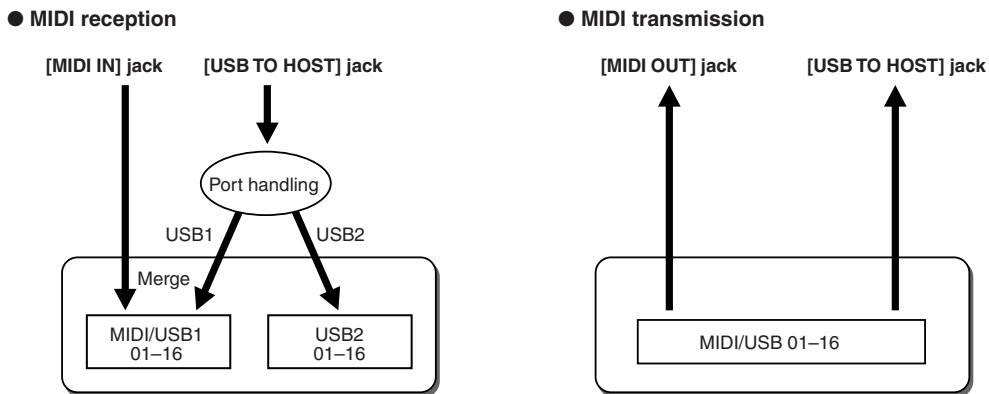 ● MIDI reception
[MIDI IN] jack
[USB TO HOST] jack
Port handling
USB1
USB2
Merge
MIDI/USB1
01–16
USB2
01–16
● MIDI transmission
[MIDI OUT] jack
[USB TO HOST] jack
MIDI/USB 01–16